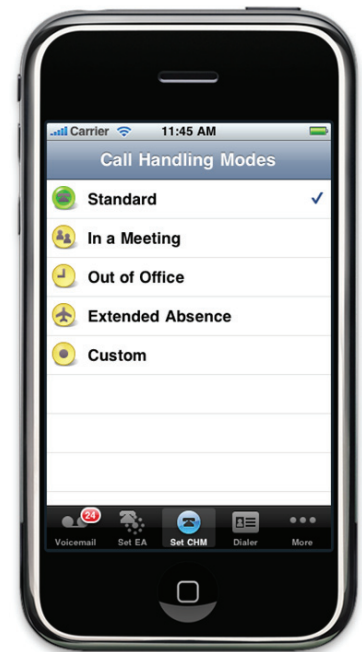 Carrier 11:45 AM
Call Handling Modes
Standard
In a Meeting
Out of Office
Extended Absence
Custom
24
Voicemail Set EA Set CHM Dialer More